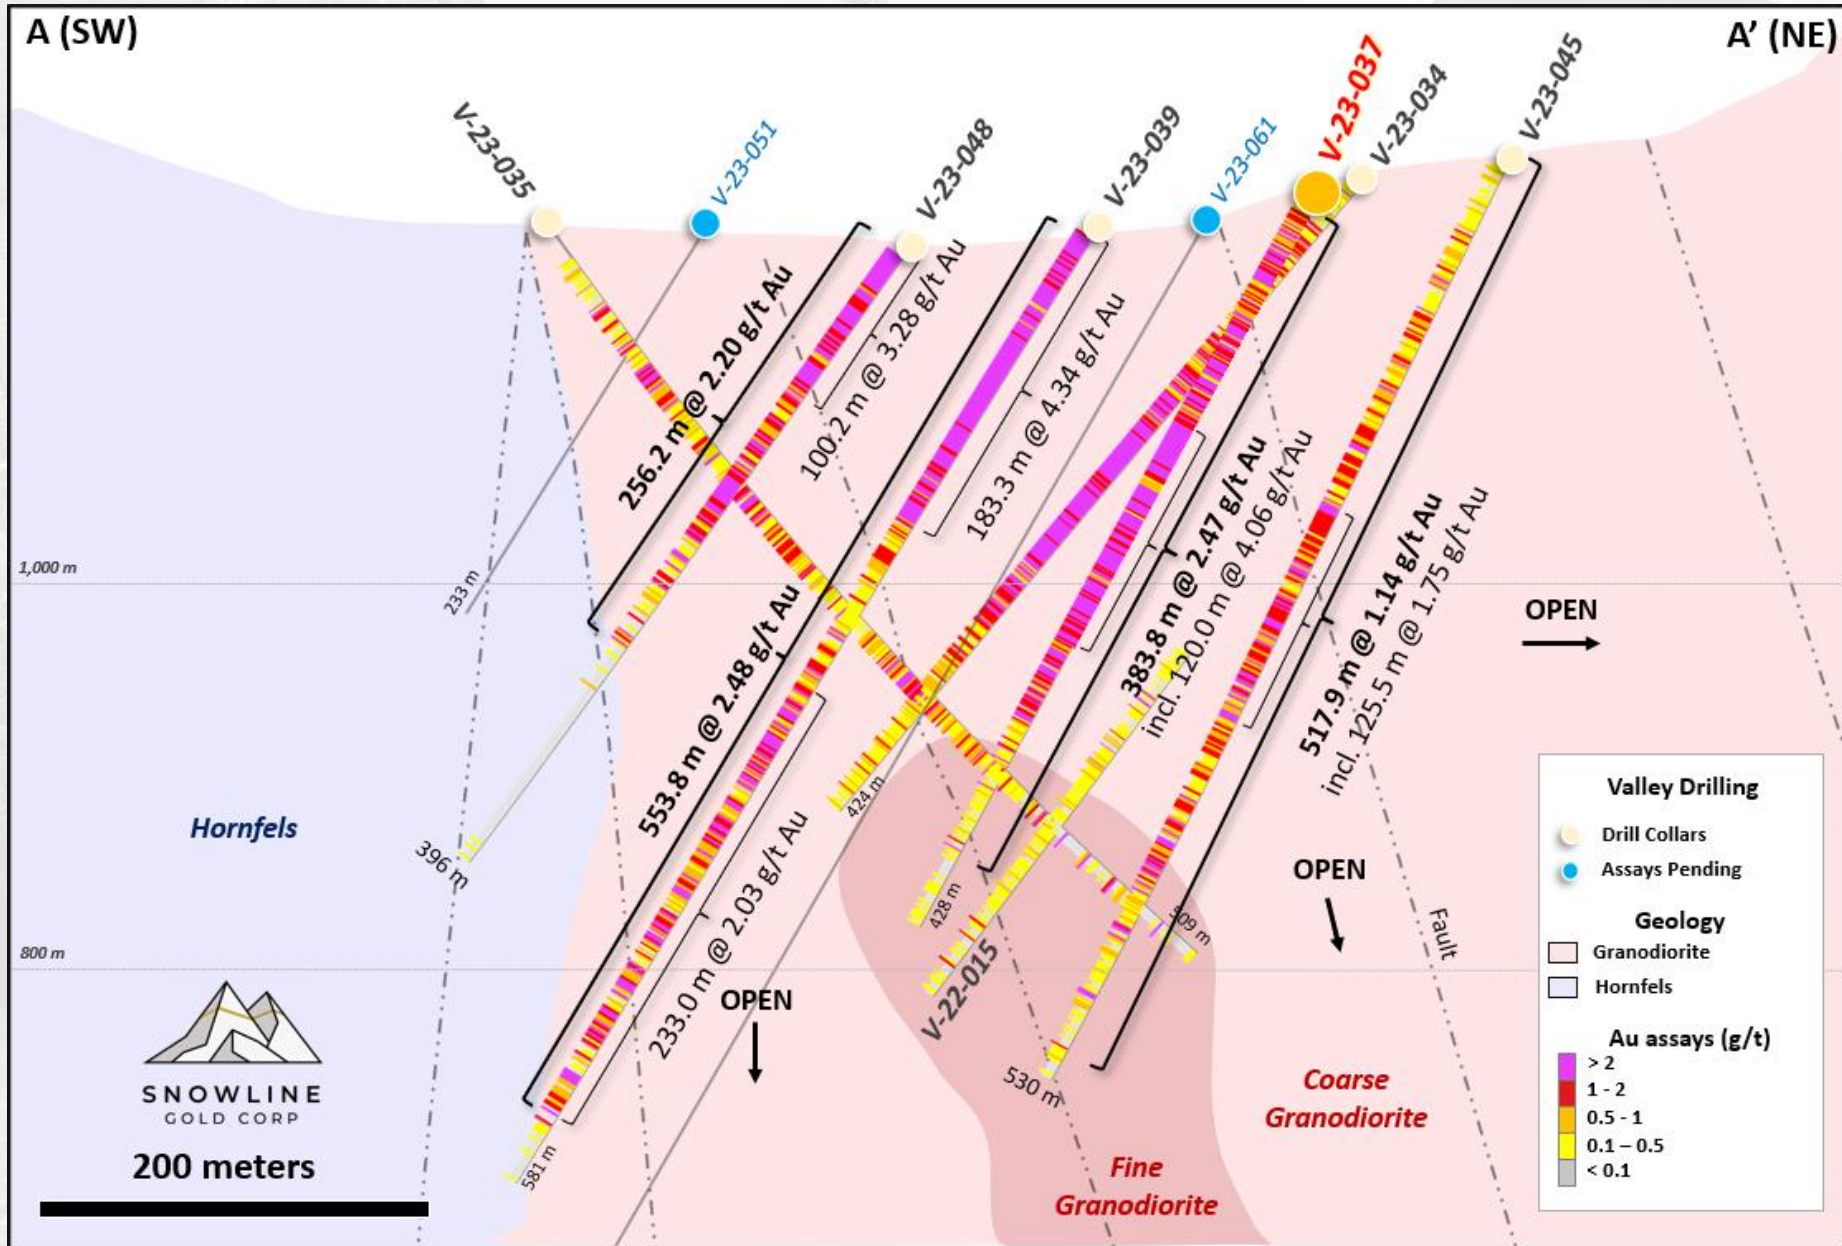 A (SW)
A' (NE)
V-23-035
V-23-051
V-23-048
V-23-039
V-23-061
V-23-037
V-23-034
V-23-045
256.2 m @ 2.20 g/t Au
100.2 m @ 3.28 g/t Au
183.3 m @ 4.34 g/t Au
553.8 m @ 2.48 g/t Au
233.0 m @ 2.03 g/t Au
383.8 m @ 2.47 g/t Au
incl. 120.0 m @ 4.06 g/t Au
517.9 m @ 1.14 g/t Au
incl. 125.5 m @ 1.75 g/t Au
1,000 m
233 m
OPEN
424 m
Hornfels
396 m
428 m
509 m
OPEN
Fault
800 m
V-22-015
OPEN
530 m
581 m
SNOWLINE
GOLD CORP
200 meters
Coarse
Granodiorite
Fine
Granodiorite
Valley Drilling
Drill Collars
Assays Pending
Geology
Granodiorite
Hornfels
Au assays (g/t)
> 2
1 - 2
0.5 - 1
0.1 – 0.5
< 0.1